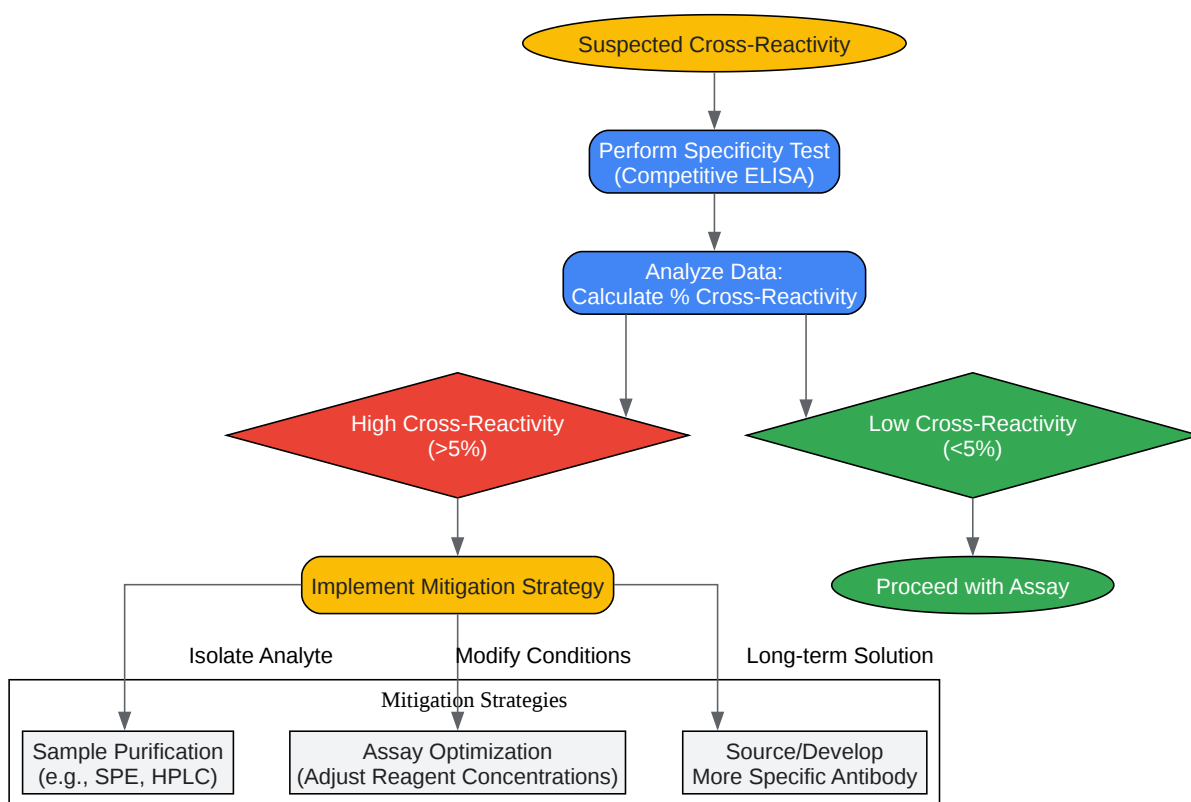 Suspected Cross-Reactivity
Perform Specificity Test
(Competitive ELISA)
Analyze Data:
Calculate % Cross-Reactivity
High Cross-Reactivity
(>5%)
Low Cross-Reactivity
(<5%)
Implement Mitigation Strategy
Proceed with Assay
Isolate Analyte
Modify Conditions
Long-term Solution
Mitigation Strategies
Sample Purification
(e.g., SPE, HPLC)
Assay Optimization
(Adjust Reagent Concentrations)
Source/Develop
More Specific Antibody